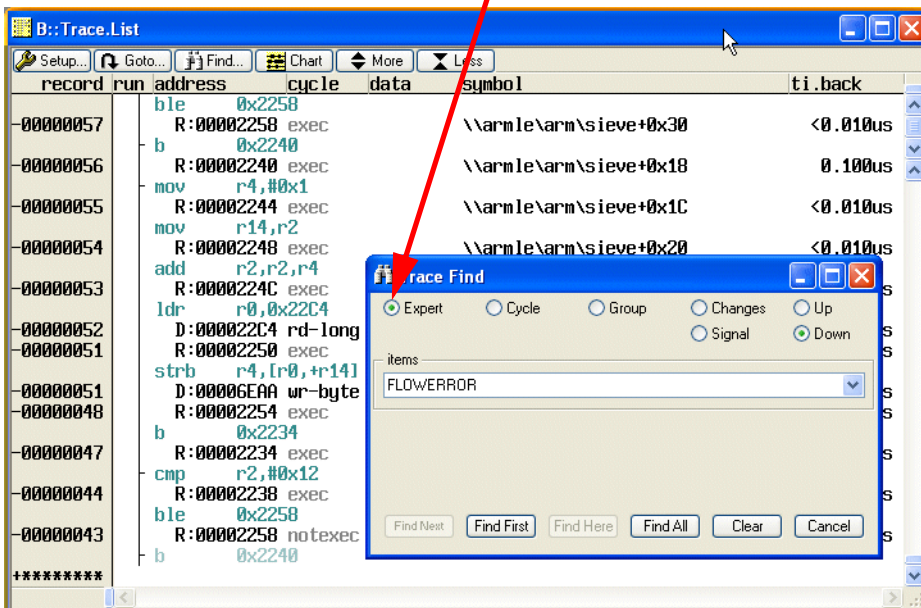 B::Trace.List
Setup... Goto... Find... Chart More Less
record run address cycle data symbol ti.back
ble 0x2258
-00000057 R:00002258 exec \\armle\arm\sieve+0x30 <0.010us
b 0x2240
-00000056 R:00002240 exec \\armle\arm\sieve+0x18 0.100us
mov r4,#0x1
-00000055 R:00002244 exec \\armle\arm\sieve+0x1C <0.010us
mov r14,r2
-00000054 R:00002248 exec \\armle\arm\sieve+0x20 <0.010us
add r2,r2,r4
-00000053 R:0000224C exec s
ldr r0,0x22C4
-00000052 D:000022C4 rd-long s
-00000051 R:00002250 exec s
strb r4,[r0,+r14]
-00000051 D:00006EAA wr-byte s
-00000048 R:00002254 exec s
b 0x2234
-00000047 R:00002234 exec s
cmp r2,#0x12
-00000044 R:00002238 exec s
ble 0x2258
-00000043 R:00002258 notexec s
b 0x2240
+********
Trace Find
Expert Cycle Group Changes Up
Signal Down
items
FLOWERROR
Find Next Find First Find Here Find All Clear Cancel